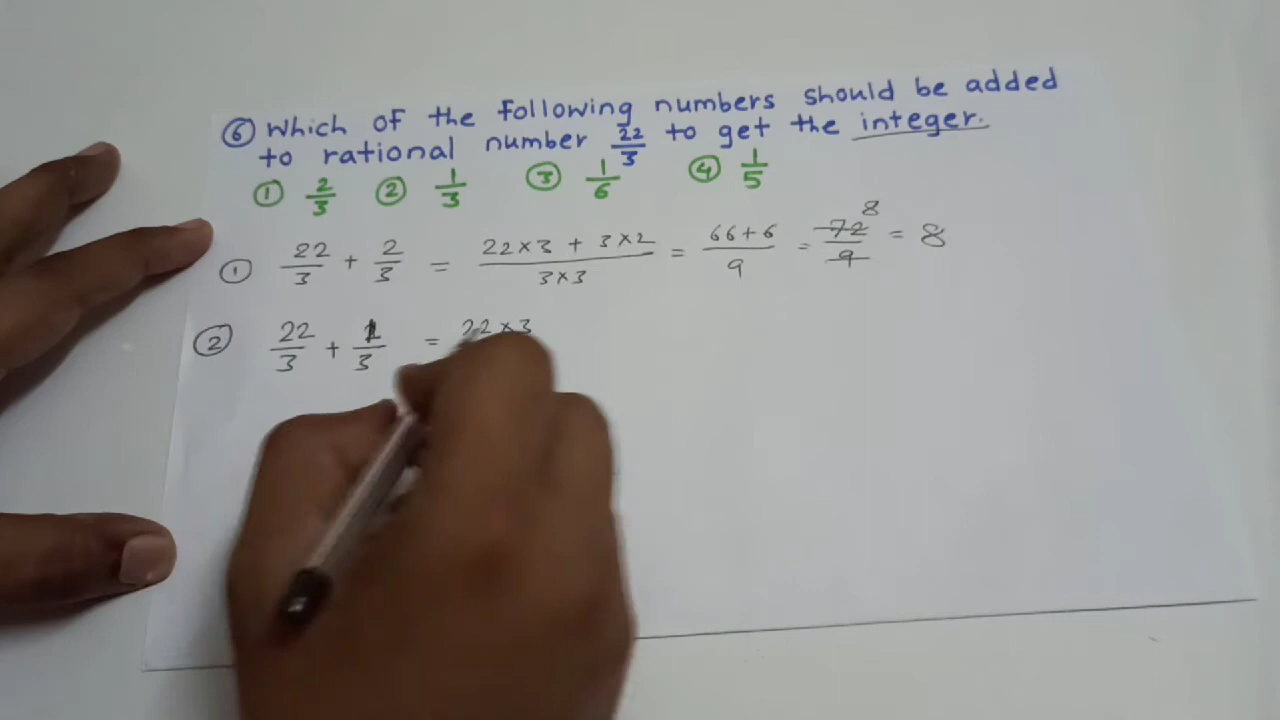 ⑥ Which of the following numbers should be added
to rational number 22/3 to get the integer.
① 2/3 ② 1/3 ③ 1/6 ④ 1/5
① 22/3 + 2/3 = (22×3 + 3×2)/(3×3) = (66+6)/9 = 72/9 8 = 8
② 22/3 + 1/3 = 22×3